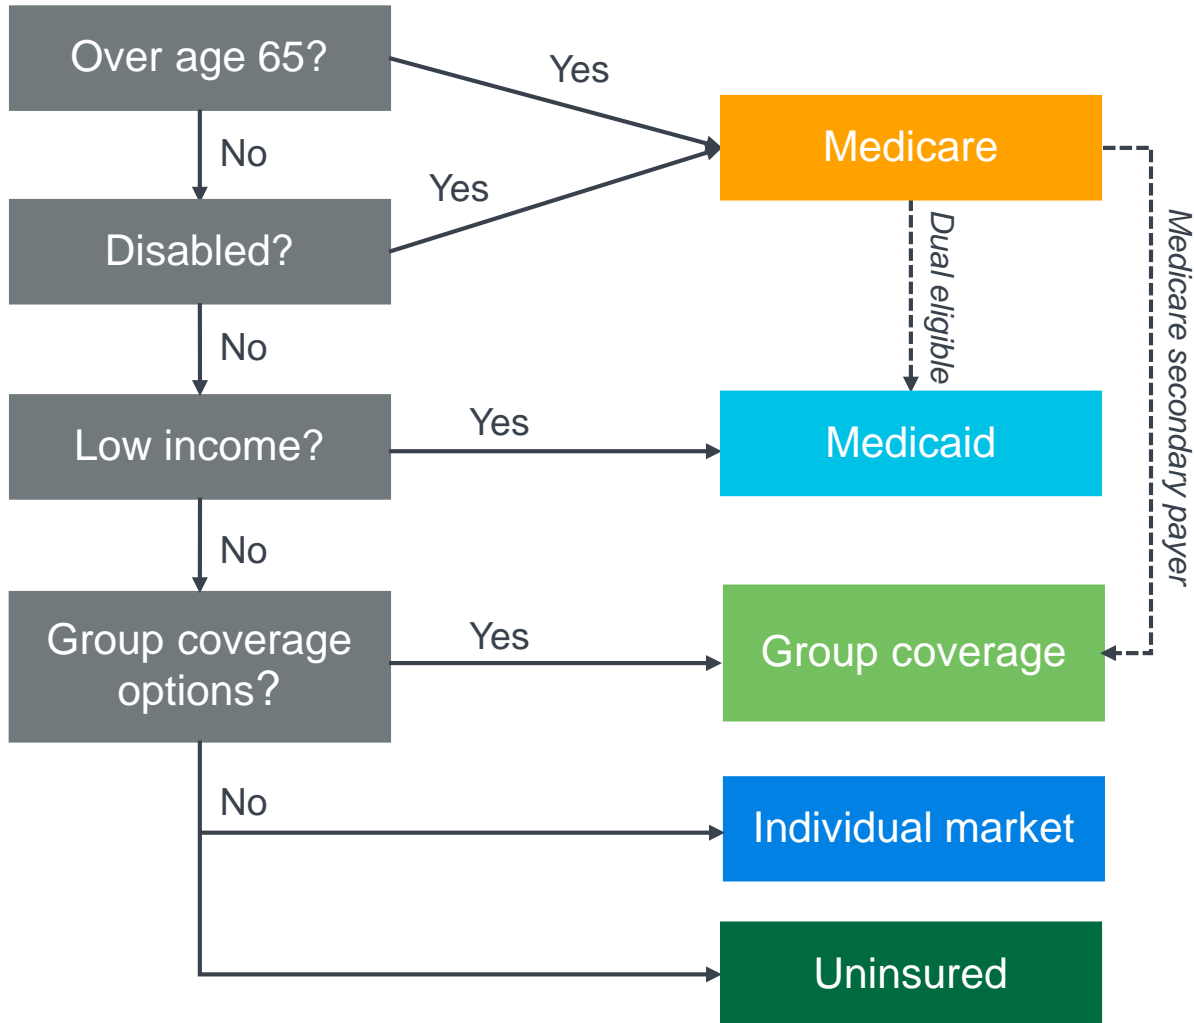 Over age 65?
Yes
Medicare
No
Yes
Disabled?
Dual eligible
Medicare secondary payer
No
Low income?
Yes
Medicaid
No
Group coverage
options?
Yes
Group coverage
No
Individual market
Uninsured